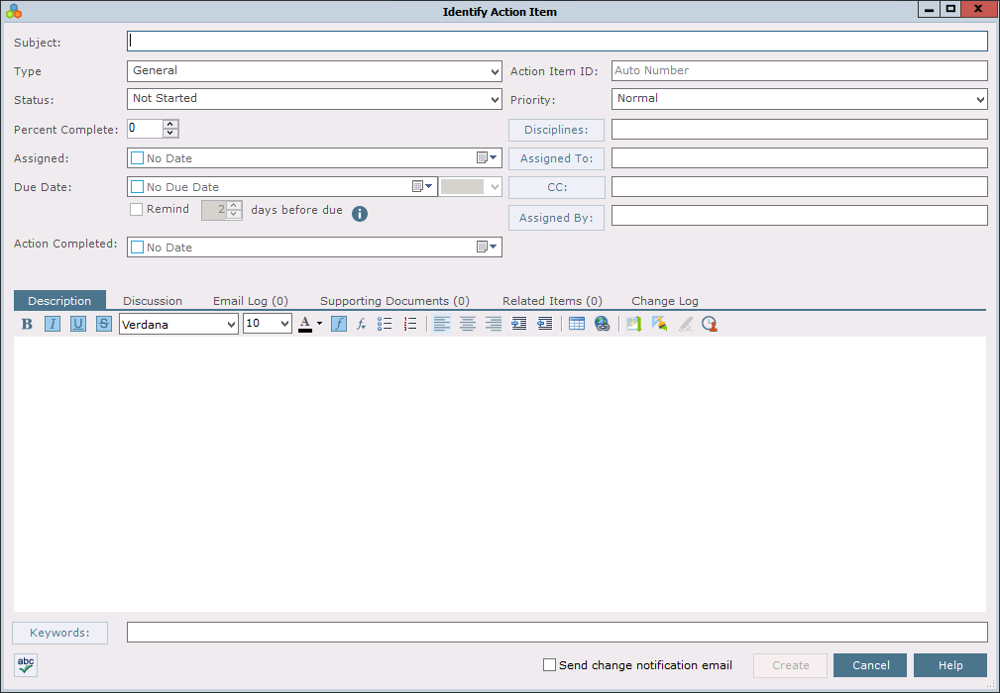 Identify Action Item
Subject:
Type General Action Item ID: Auto Number
Status: Not Started Priority: Normal
Percent Complete: 0 Disciplines:
Assigned: No Date Assigned To:
Due Date: No Due Date CC:
Remind 2 days before due i Assigned By:
Action Completed: No Date
Description Discussion Email Log (0) Supporting Documents (0) Related Items (0) Change Log
B I U S Verdana 10 A f fx
Keywords:
abc Send change notification email Create Cancel Help